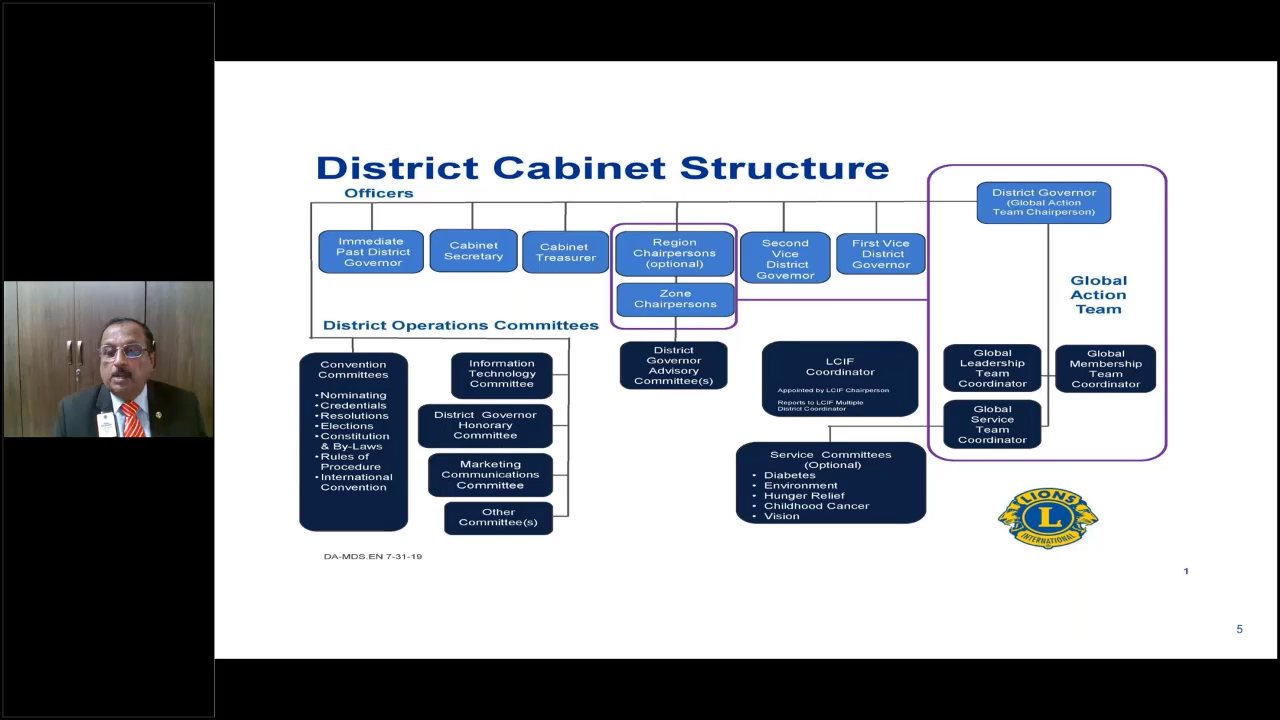 District Cabinet Structure
Officers
District Governor
(Global Action
Team Chairperson)
Immediate
Past District
Governor
Cabinet
Secretary
Cabinet
Treasurer
Region
Chairpersons
(optional)
Second
Vice
District
Governor
First Vice
District
Governor
Zone
Chairpersons
Global
Action
Team
District Operations Committees
Convention
Committees
•Nominating
•Credentials
•Resolutions
•Elections
•Constitution
& By-Laws
•Rules of
Procedure
•International
Convention
Information
Technology
Committee
District Governor
Honorary
Committee
Marketing
Communications
Committee
Other
Committee(s)
District
Governor
Advisory
Committee(s)
LCIF
Coordinator
Appointed by LCIF Chairperson
Reports to LCIF Multiple
District Coordinator
Global
Leadership
Team
Coordinator
Global
Membership
Team
Coordinator
Global
Service
Team
Coordinator
Service Committees
(Optional)
• Diabetes
• Environment
• Hunger Relief
• Childhood Cancer
• Vision
LIONS
L
INTERNATIONAL
DA-MDS.EN 7-31-19
1
5